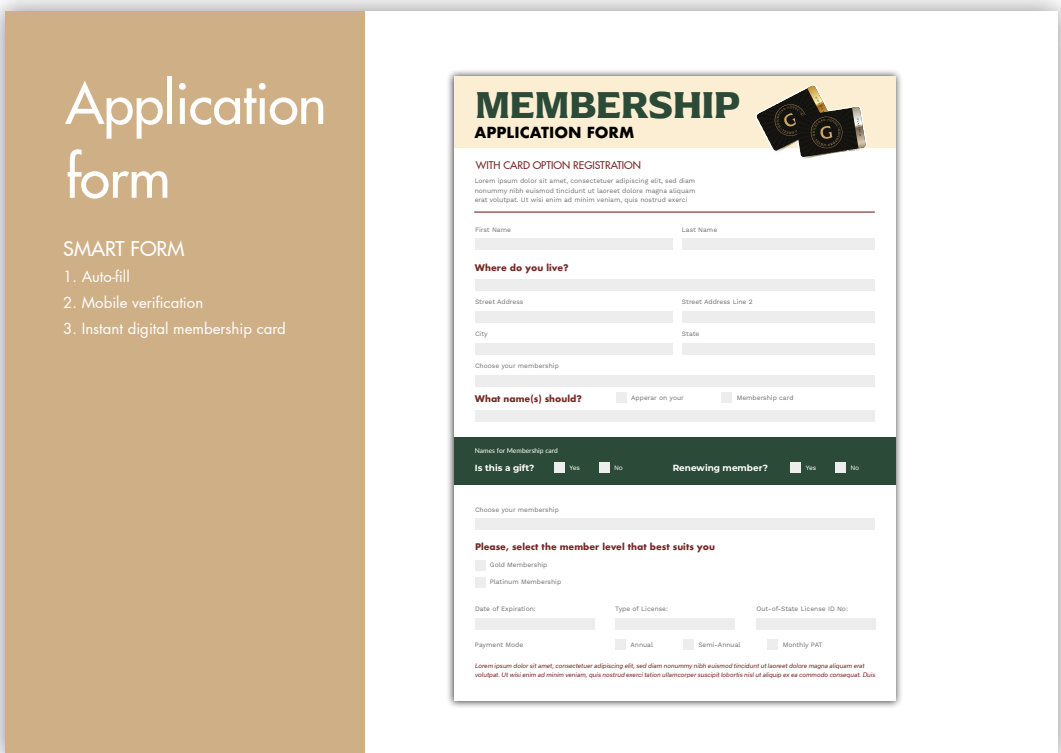 Application
form
SMART FORM
1. Auto-fill
2. Mobile verification
3. Instant digital membership card
MEMBERSHIP
APPLICATION FORM
G
G
WITH CARD OPTION REGISTRATION
Lorem ipsum dolor sit amet, consectetuer adipiscing elit, sed diam
nonummy nibh euismod tincidunt ut laoreet dolore magna aliquam
erat volutpat. Ut wisi enim ad minim veniam, quis nostrud exerci
First Name
Last Name
Where do you live?
Street Address
Street Address Line 2
City
State
Choose your membership
What name(s) should?
Apperar on your
Membership card
Names for Membership card
Is this a gift?
Yes
No
Renewing member?
Yes
No
Choose your membership
Please, select the member level that best suits you
Gold Membership
Platinum Membership
Date of Expiration:
Type of License:
Out-of-State License ID No:
Payment Mode
Annual
Semi-Annual
Monthly PAT
Lorem ipsum dolor sit amet, consectetuer adipiscing elit, sed diam nonummy nibh euismod tincidunt ut laoreet dolore magna aliquam erat
volutpat. Ut wisi enim ad minim veniam, quis nostrud exerci tation ullamcorper suscipit lobortis nisl ut aliquip ex ea commodo consequat. Duis